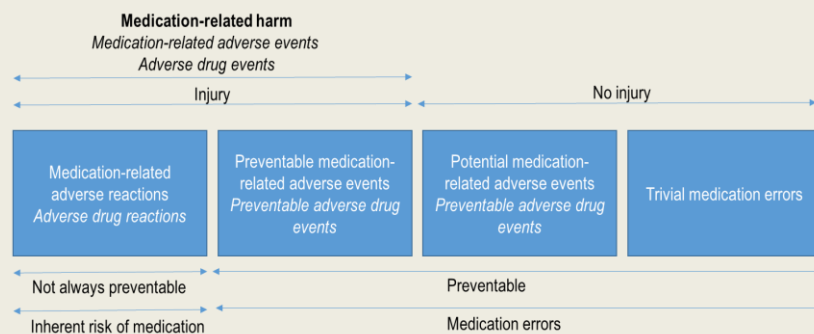 Medication-related harm
Medication-related adverse events
Adverse drug events
Injury
No injury
Medication-related
adverse reactions
Adverse drug reactions
Preventable medication-
related adverse events
Preventable adverse drug
events
Potential medication-
related adverse events
Preventable adverse drug
events
Trivial medication errors
Not always preventable
Preventable
Inherent risk of medication
Medication errors